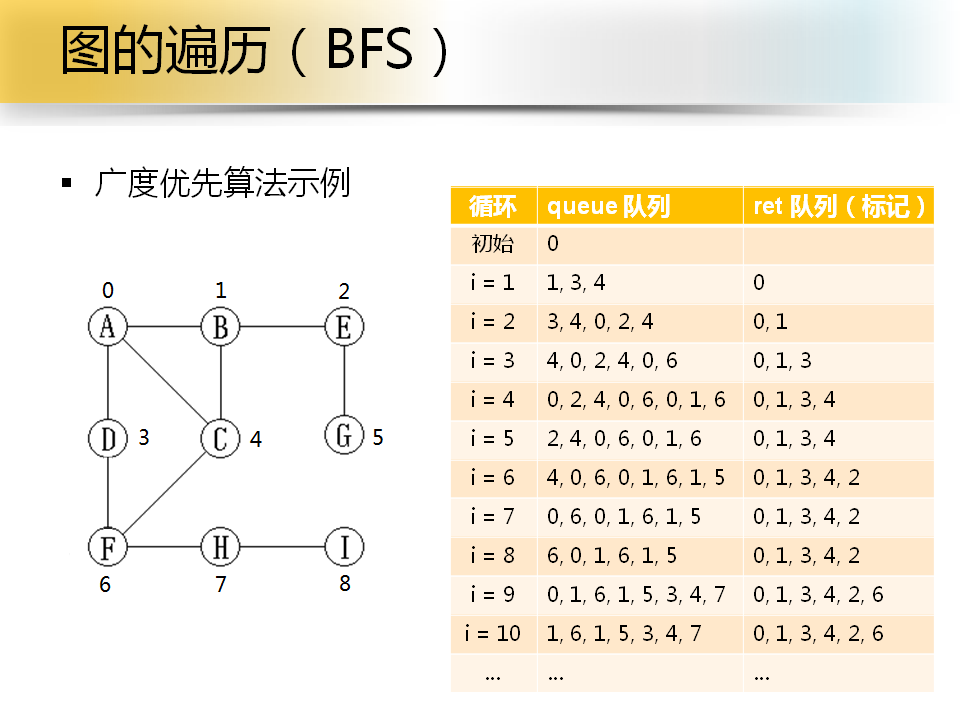 图的遍历（BFS）
▪ 广度优先算法示例
0 1 2
A B E
D 3 C 4 G 5
F H I
6 7 8
循环 queue 队列 ret 队列（标记）
初始 0
i = 1 1, 3, 4 0
i = 2 3, 4, 0, 2, 4 0, 1
i = 3 4, 0, 2, 4, 0, 6 0, 1, 3
i = 4 0, 2, 4, 0, 6, 0, 1, 6 0, 1, 3, 4
i = 5 2, 4, 0, 6, 0, 1, 6 0, 1, 3, 4
i = 6 4, 0, 6, 0, 1, 6, 1, 5 0, 1, 3, 4, 2
i = 7 0, 6, 0, 1, 6, 1, 5 0, 1, 3, 4, 2
i = 8 6, 0, 1, 6, 1, 5 0, 1, 3, 4, 2
i = 9 0, 1, 6, 1, 5, 3, 4, 7 0, 1, 3, 4, 2, 6
i = 10 1, 6, 1, 5, 3, 4, 7 0, 1, 3, 4, 2, 6
... ... ...